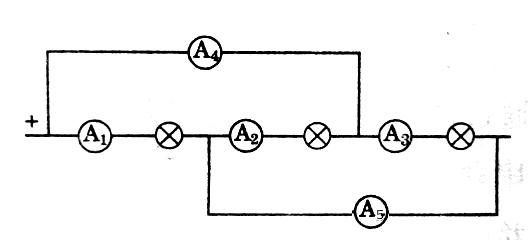 A₄
+ A₁ A₂ A₃
A₅